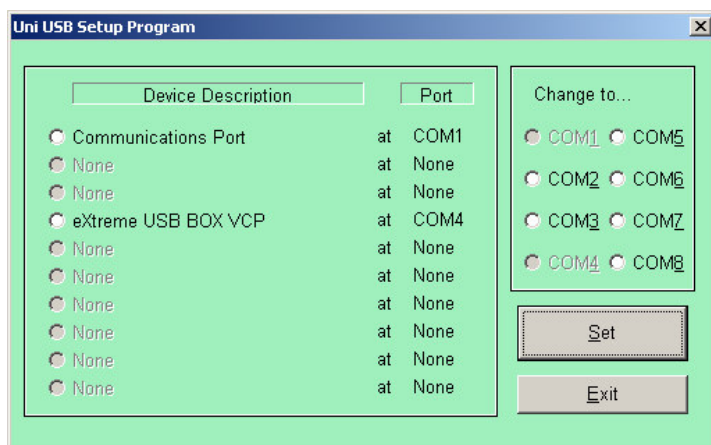 Uni USB Setup Program
Device Description Port
Communications Port at COM1
None at None
None at None
eXtreme USB BOX VCP at COM4
None at None
None at None
None at None
None at None
None at None
None at None
Change to...
COM1 COM5
COM2 COM6
COM3 COM7
COM4 COM8
Set
Exit